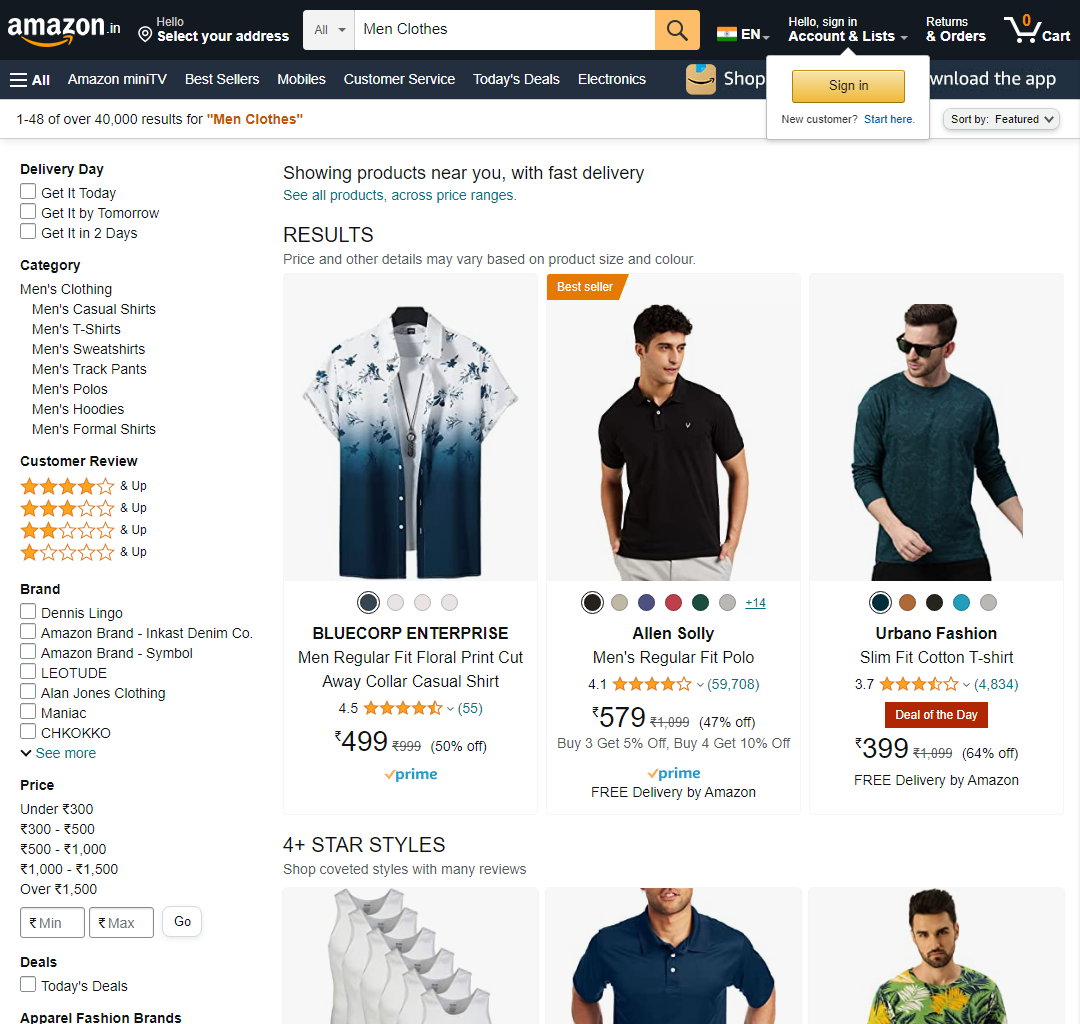 amazon.in
Hello
Select your address
All
Men Clothes
EN
Hello, sign in
Account & Lists
Returns
& Orders
0
Cart
All
Amazon miniTV
Best Sellers
Mobiles
Customer Service
Today's Deals
Electronics
Shop
wnload the app
Sign in
New customer? Start here.
1-48 of over 40,000 results for "Men Clothes"
Sort by: Featured
Delivery Day
Get It Today
Get It by Tomorrow
Get It in 2 Days
Category
Men's Clothing
Men's Casual Shirts
Men's T-Shirts
Men's Sweatshirts
Men's Track Pants
Men's Polos
Men's Hoodies
Men's Formal Shirts
Customer Review
& Up
& Up
& Up
& Up
Brand
Dennis Lingo
Amazon Brand - Inkast Denim Co.
Amazon Brand - Symbol
LEOTUDE
Alan Jones Clothing
Maniac
CHKOKKO
See more
Price
Under ₹300
₹300 - ₹500
₹500 - ₹1,000
₹1,000 - ₹1,500
Over ₹1,500
₹ Min
₹ Max
Go
Deals
Today's Deals
Apparel Fashion Brands
Showing products near you, with fast delivery
See all products, across price ranges.
RESULTS
Price and other details may vary based on product size and colour.
BLUECORP ENTERPRISE
Men Regular Fit Floral Print Cut
Away Collar Casual Shirt
4.5 (55)
₹499 ₹999 (50% off)
prime
Best seller
+14
Allen Solly
Men's Regular Fit Polo
4.1 (59,708)
₹579 ₹1,099 (47% off)
Buy 3 Get 5% Off, Buy 4 Get 10% Off
prime
FREE Delivery by Amazon
Urbano Fashion
Slim Fit Cotton T-shirt
3.7 (4,834)
Deal of the Day
₹399 ₹1,099 (64% off)
FREE Delivery by Amazon
4+ STAR STYLES
Shop coveted styles with many reviews